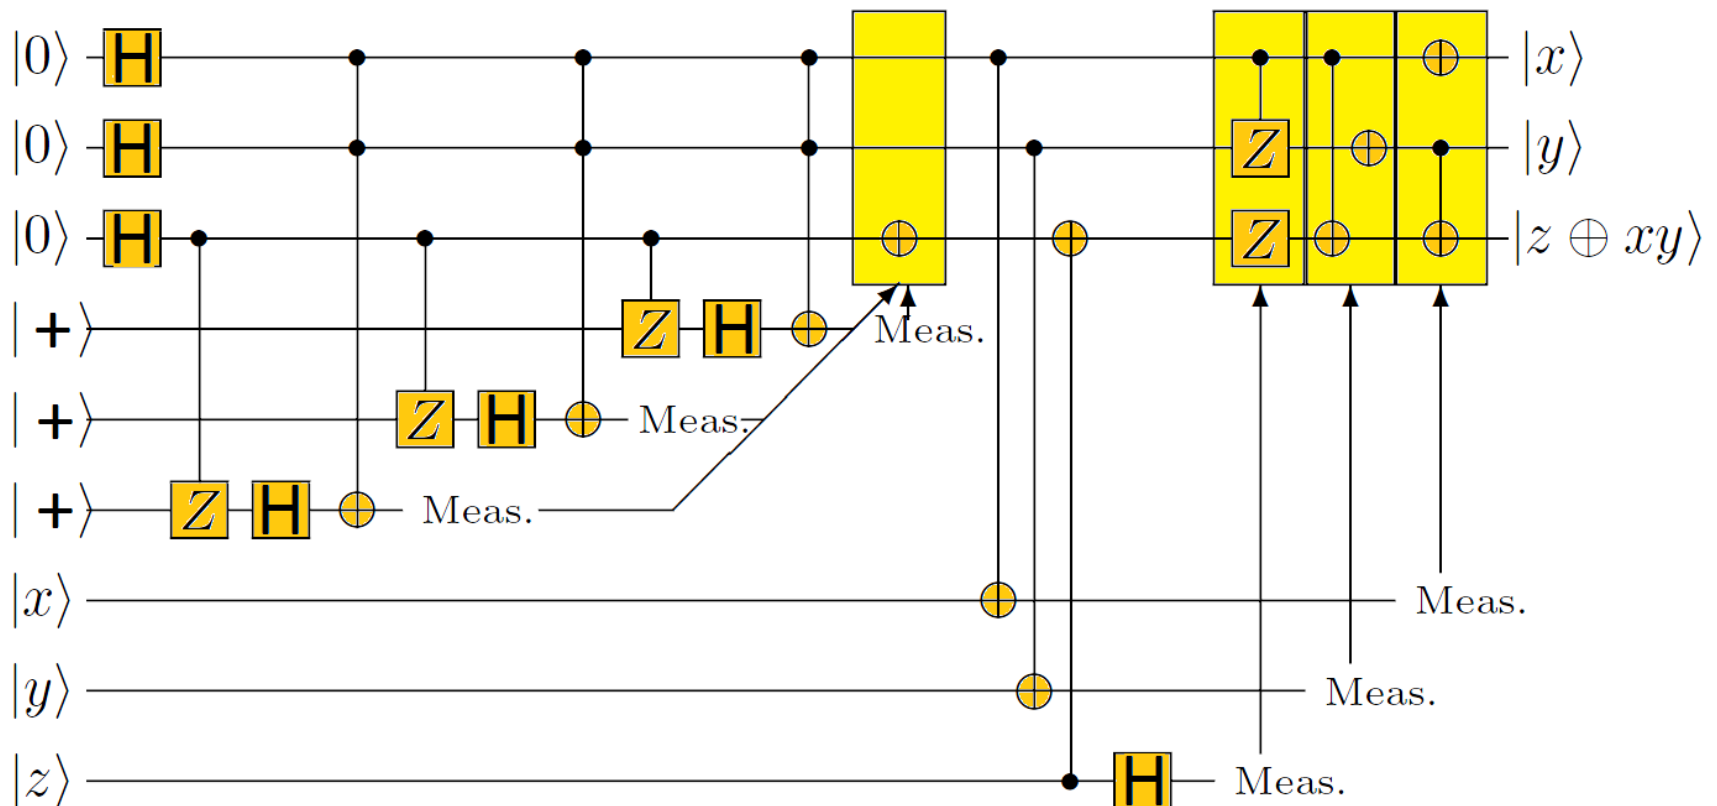 |0⟩ H |x⟩
|0⟩ H Z |y⟩
|0⟩ H Z |z ⊕ xy⟩
|+⟩ Z H Meas.
|+⟩ Z H Meas.
|+⟩ Z H Meas.
|x⟩ Meas.
|y⟩ Meas.
|z⟩ H Meas.